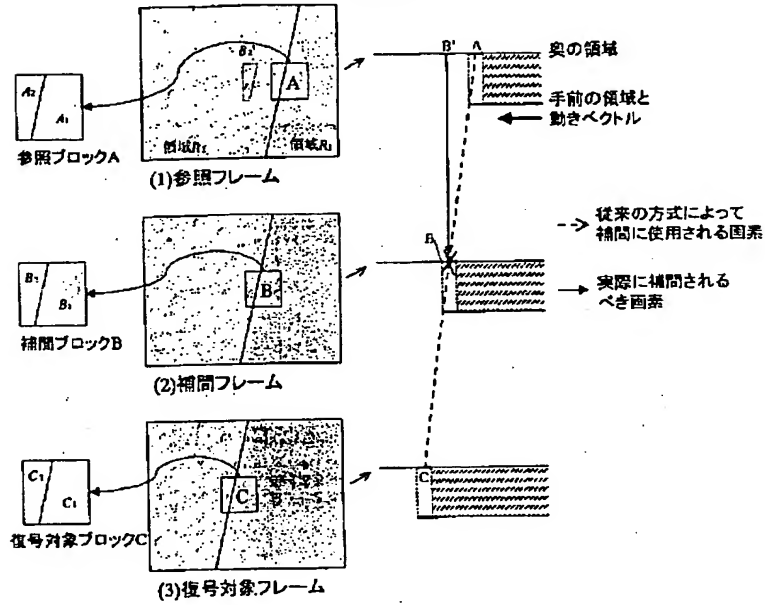 A₂
A₁
参照ブロックA
B₂'
A
領域R₂
領域R₁
(1)参照フレーム
B₂
B₁
補間ブロックB
B
(2)補間フレーム
C₂
C₁
復号対象ブロックC
C
(3)復号対象フレーム
B'
A
奥の領域
手前の領域と
動きベクトル
B
従来の方式によって
補間に使用される画素
実際に補間される
べき画素
C